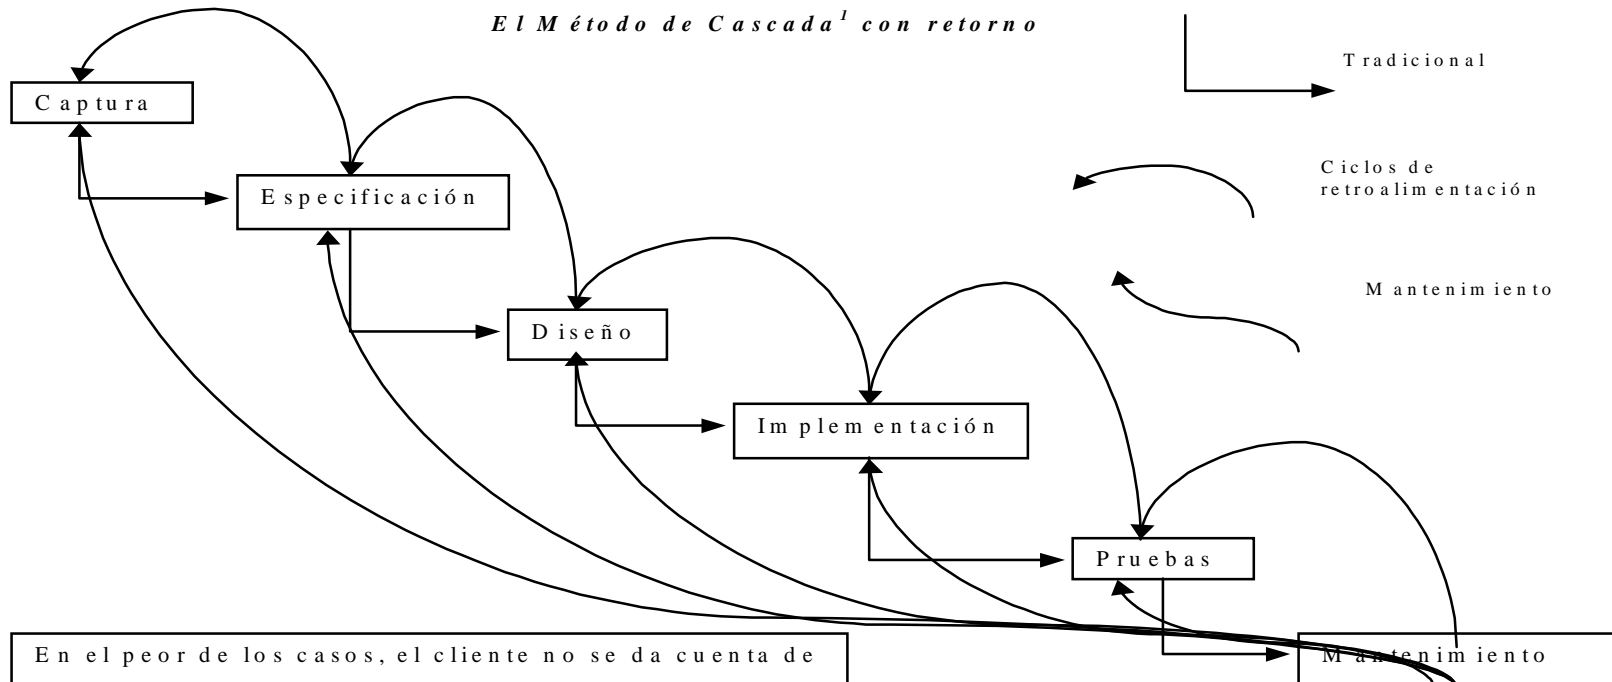 El Método de Cascada¹ con retorno
Tradicional
Captura
Ciclos de
retroalimentación
Especificación
Mantenimiento
Diseño
Implementación
Pruebas
En el peor de los casos, el cliente no se da cuenta de
Mantenimiento